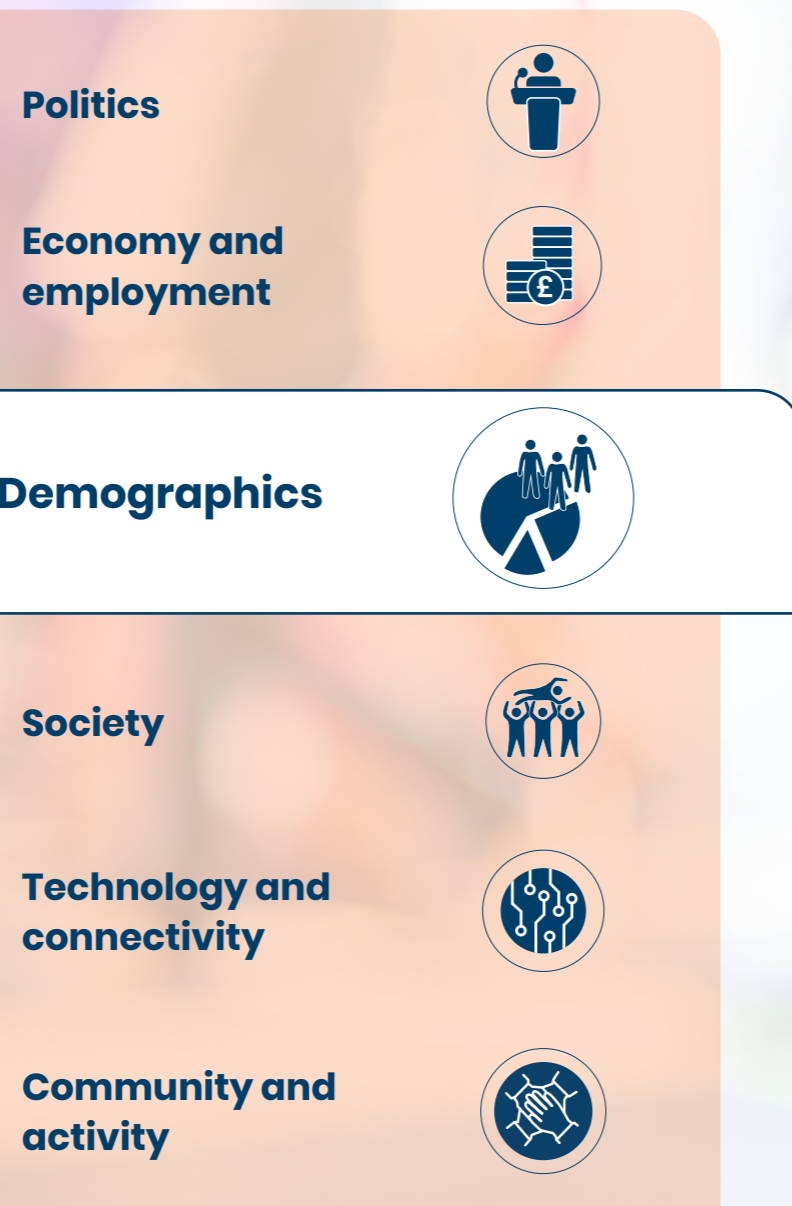 Politics
Economy and
employment
£
Demographics
Society
Technology and
connectivity
Community and
activity